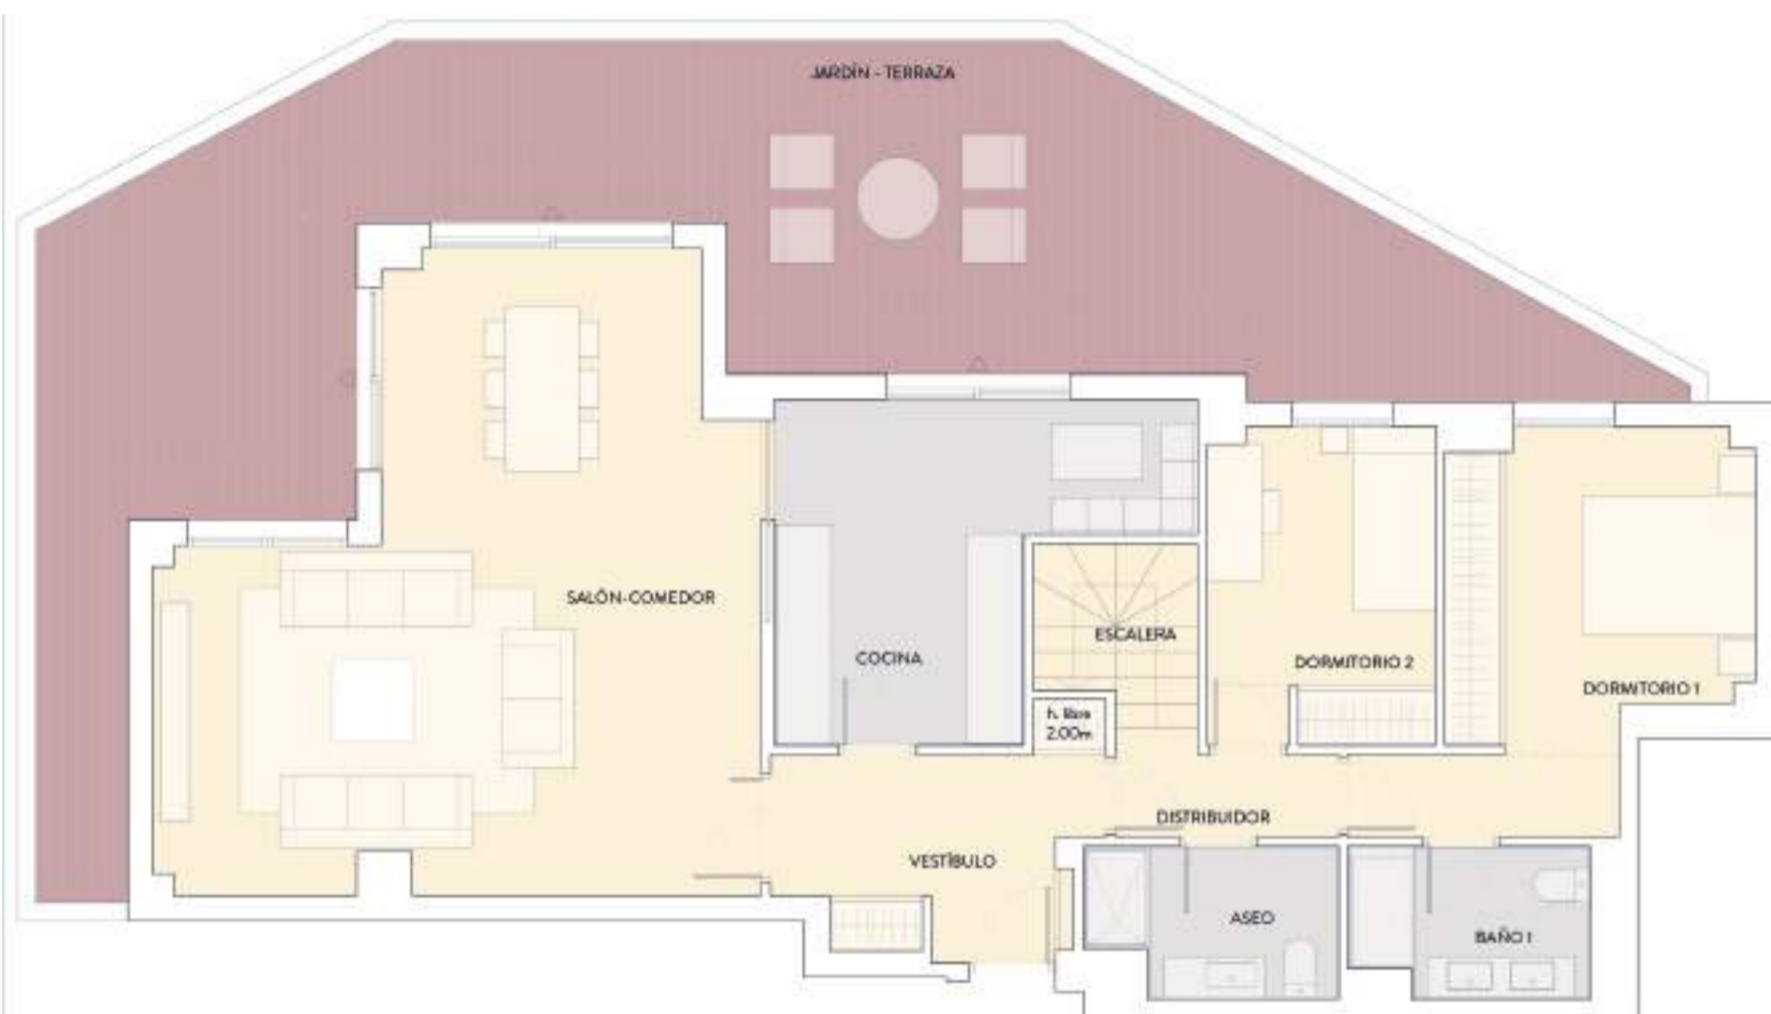 JARDÍN - TERRAZA
SALÓN-COMEDOR
COCINA
ESCALERA
h. libre
2.00m
DORMITORIO 2
DORMITORIO 1
DISTRIBUIDOR
VESTÍBULO
ASEO
BAÑO 1